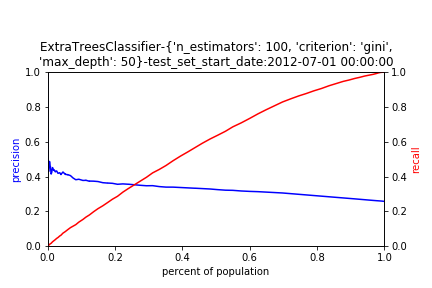 ExtraTreesClassifier-{'n_estimators': 100, 'criterion': 'gini',
'max_depth': 50}-test_set_start_date:2012-07-01 00:00:00
1.0
0.8
0.6
0.4
0.2
0.0
precision
1.0
0.8
0.6
0.4
0.2
0.0
recall
0.0 0.2 0.4 0.6 0.8 1.0
percent of population